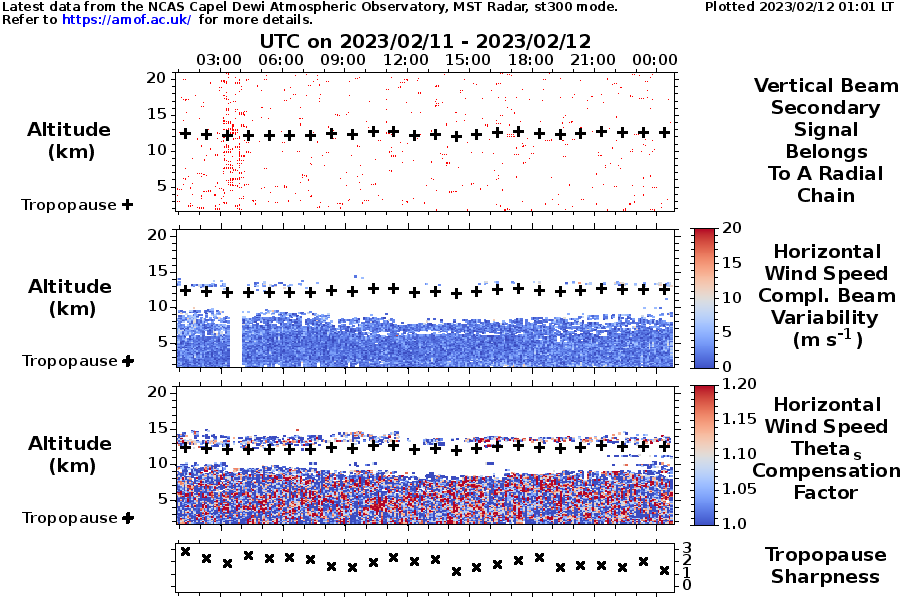 Latest data from the NCAS Capel Dewi Atmospheric Observatory, MST Radar, st300 mode.
Plotted 2023/02/12 01:01 LT
Refer to https://amof.ac.uk/ for more details.
UTC on 2023/02/11 - 2023/02/12
03:00 06:00 09:00 12:00 15:00 18:00 21:00 00:00
20
15
10
5
Altitude
(km)
Tropopause
Vertical Beam
Secondary
Signal
Belongs
To A Radial
Chain
20
15
10
5
Altitude
(km)
Tropopause
20
15
10
5
0
Horizontal
Wind Speed
Compl. Beam
Variability
(m s-1)
20
15
10
5
Altitude
(km)
Tropopause
1.20
1.15
1.10
1.05
1.0
Horizontal
Wind Speed
Theta s
Compensation
Factor
3
2
1
0
Tropopause
Sharpness